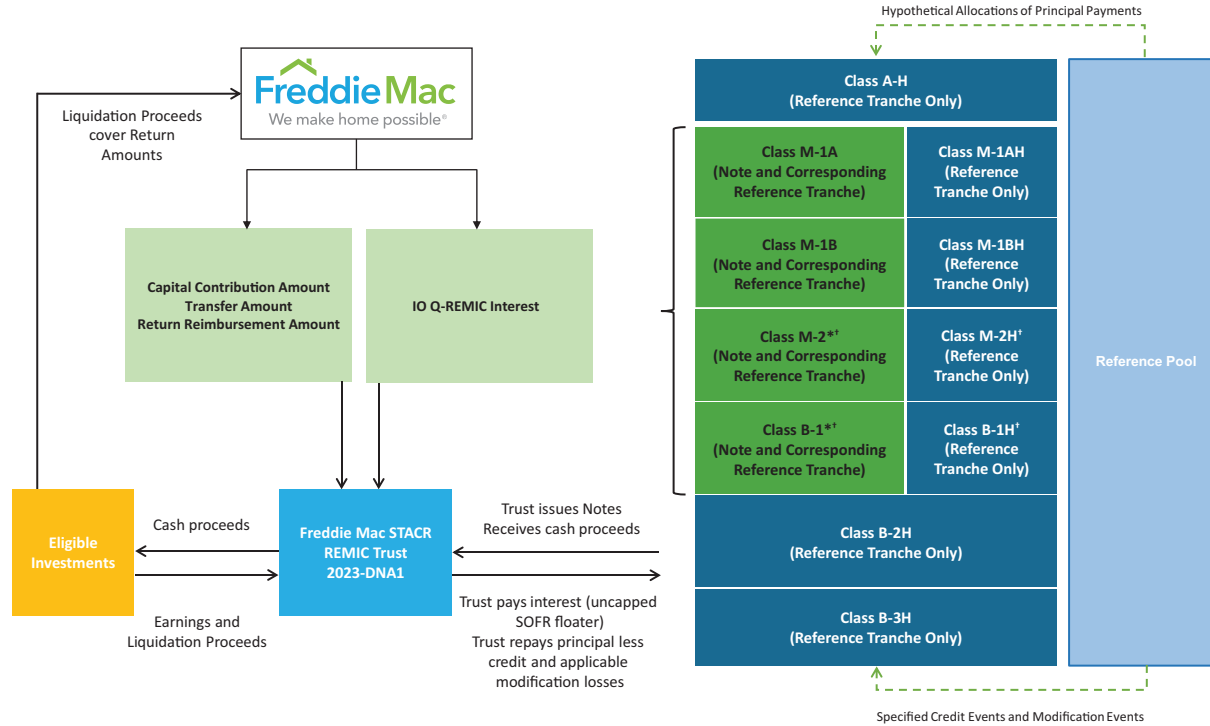 Hypothetical Allocations of Principal Payments
Freddie Mac
We make home possible®
Liquidation Proceeds
cover Return
Amounts
Capital Contribution Amount
Transfer Amount
Return Reimbursement Amount
IO Q-REMIC Interest
Eligible
Investments
Cash proceeds
Earnings and
Liquidation Proceeds
Freddie Mac STACR
REMIC Trust
2023-DNA1
Trust issues Notes
Receives cash proceeds
Trust pays interest (uncapped
SOFR floater)
Trust repays principal less
credit and applicable
modification losses
Class A-H
(Reference Tranche Only)
Class M-1A
(Note and Corresponding
Reference Tranche)
Class M-1AH
(Reference
Tranche Only)
Class M-1B
(Note and Corresponding
Reference Tranche)
Class M-1BH
(Reference
Tranche Only)
Class M-2*†
(Note and Corresponding
Reference Tranche)
Class M-2H†
(Reference
Tranche Only)
Class B-1*†
(Note and Corresponding
Reference Tranche)
Class B-1H†
(Reference
Tranche Only)
Class B-2H
(Reference Tranche Only)
Class B-3H
(Reference Tranche Only)
Reference Pool
Specified Credit Events and Modification Events